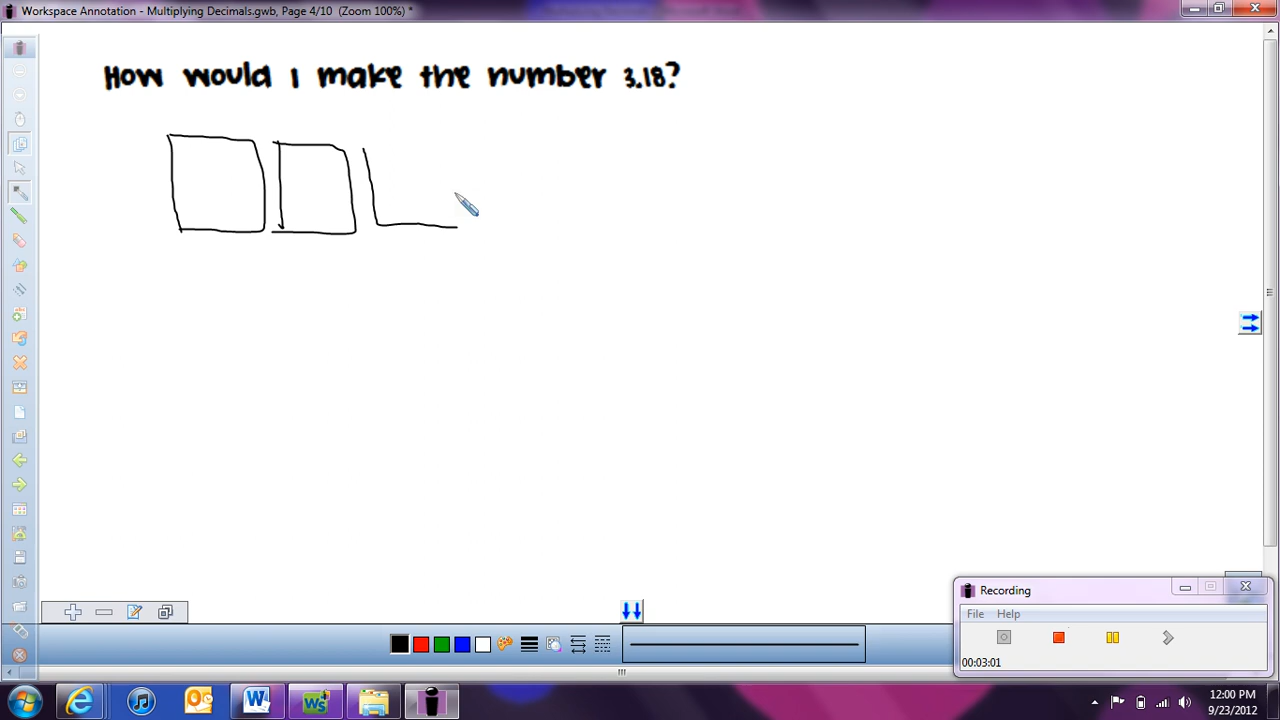 Workspace Annotation - Multiplying Decimals.gwb, Page 4/10 (Zoom 100%) *
How would I make the number 3.18?
Recording
File Help
00:03:01
12:00 PM
9/23/2012